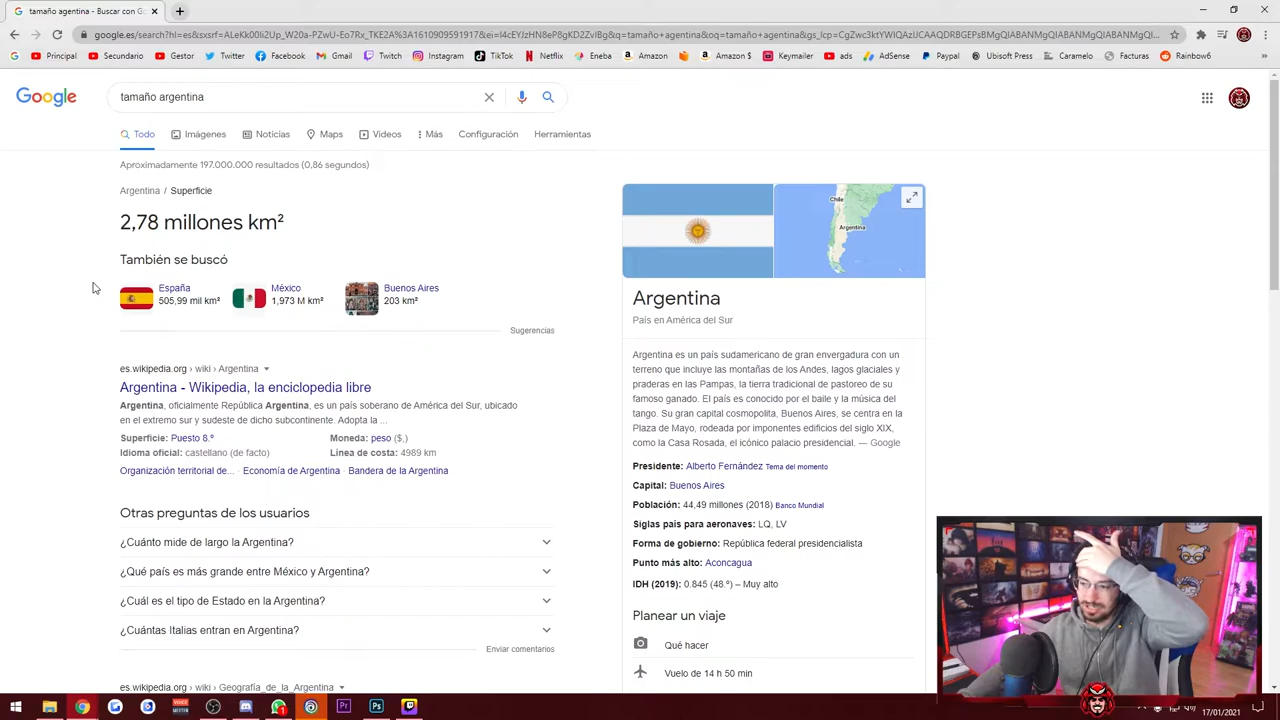 tamaño argentina - Buscar con Go
google.es/search?hl=es&sxsrf=ALeKk00Ii2Up_W20a-PZwU-Eo7Rx_TKE2A%3A1610909591917&ei=
Principal
Twitter
Facebook
Gmail
Eneba
amazon
Twitch
Instagram
TikTok
Amazon $
Keimeter
ads
AdSense
Paypal
Ubisoft Press
Caramelo
Facturas
Rainbow6
Google
tamaño argentina
Todo
Imágenes
Noticias
Maps
Vídeos
Más
Configuración
Herramientas
Aproximadamente 197.000.000 resultados (0,86 segundos)
Argentina / Superficie
2,78 millones km²
También se buscó
España
505,99 mil km²
México
1,973 M km²
Buenos Aires
203 km²
Sugerencias
es.wikipedia.org › wiki › Argentina
Argentina - Wikipedia, la enciclopedia libre
Argentina, oficialmente República Argentina, es un país soberano de América del Sur, ubicado
en el extremo sur y sudeste de dicho subcontinente. Adopta la ...
Superficie: Puesto 8.º
Moneda: peso ($,)
Idioma oficial: castellano (de facto)
Línea de costa: 4989 km
Organización territorial de... · Economía de Argentina · Bandera de la Argentina
Otras preguntas de los usuarios
¿Cuánto mide de largo la Argentina?
¿Qué país es más grande entre México y Argentina?
¿Cuál es el tipo de Estado en la Argentina?
¿Cuántas Italias entran en Argentina?
Enviar comentarios
es.wikipedia.org › wiki › Geografía_de_la_Argentina
Chile
Argentina
Argentina
País en América del Sur
Argentina es un país sudamericano de gran envergadura con un
terreno que incluye las montañas de los Andes, lagos glaciales y
praderas en las Pampas, la tierra tradicional de pastoreo de su
famoso ganado. El país es conocido por el baile y la música del
tango. Su gran capital cosmopolita, Buenos Aires, se centra en la
Plaza de Mayo, rodeada por imponentes edificios del siglo XIX,
como la Casa Rosada, el icónico palacio presidencial. — Google
Presidente: Alberto Fernández Tema del momento
Capital: Buenos Aires
Población: 44,49 millones (2018) Banco Mundial
Siglas país para aeronaves: LQ, LV
Forma de gobierno: República federal presidencialista
Punto más alto: Aconcagua
IDH (2019): 0.845 (48.º) – Muy alto
Planear un viaje
Qué hacer
Vuelo de 14 h 50 min
17/01/2021